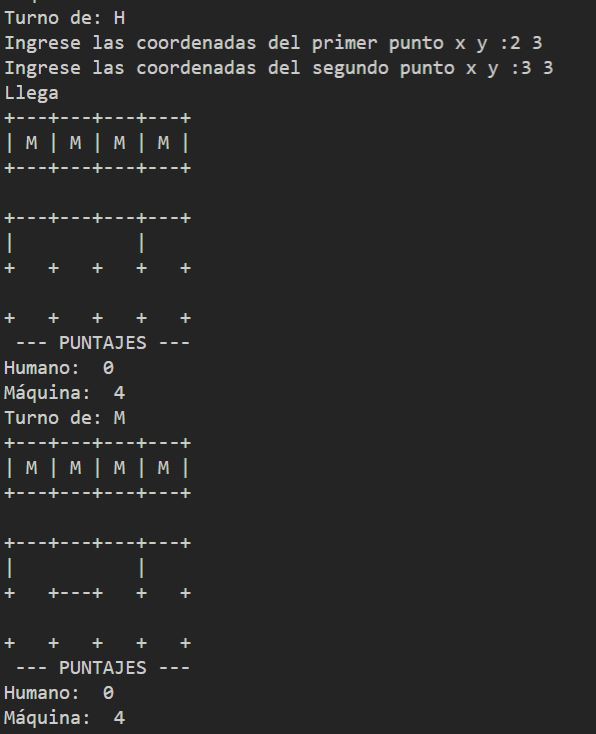 Turno de: H
Ingrese las coordenadas del primer punto x y :2 3
Ingrese las coordenadas del segundo punto x y :3 3
Llega
+---+---+---+---+
| M | M | M | M |
+---+---+---+---+

+---+---+---+---+
|           |
+   +   +   +   +

+   +   +   +   +
 --- PUNTAJES ---
Humano:  0
Máquina:  4
Turno de: M
+---+---+---+---+
| M | M | M | M |
+---+---+---+---+

+---+---+---+---+
|           |
+   +---+   +   +

+   +   +   +   +
 --- PUNTAJES ---
Humano:  0
Máquina:  4